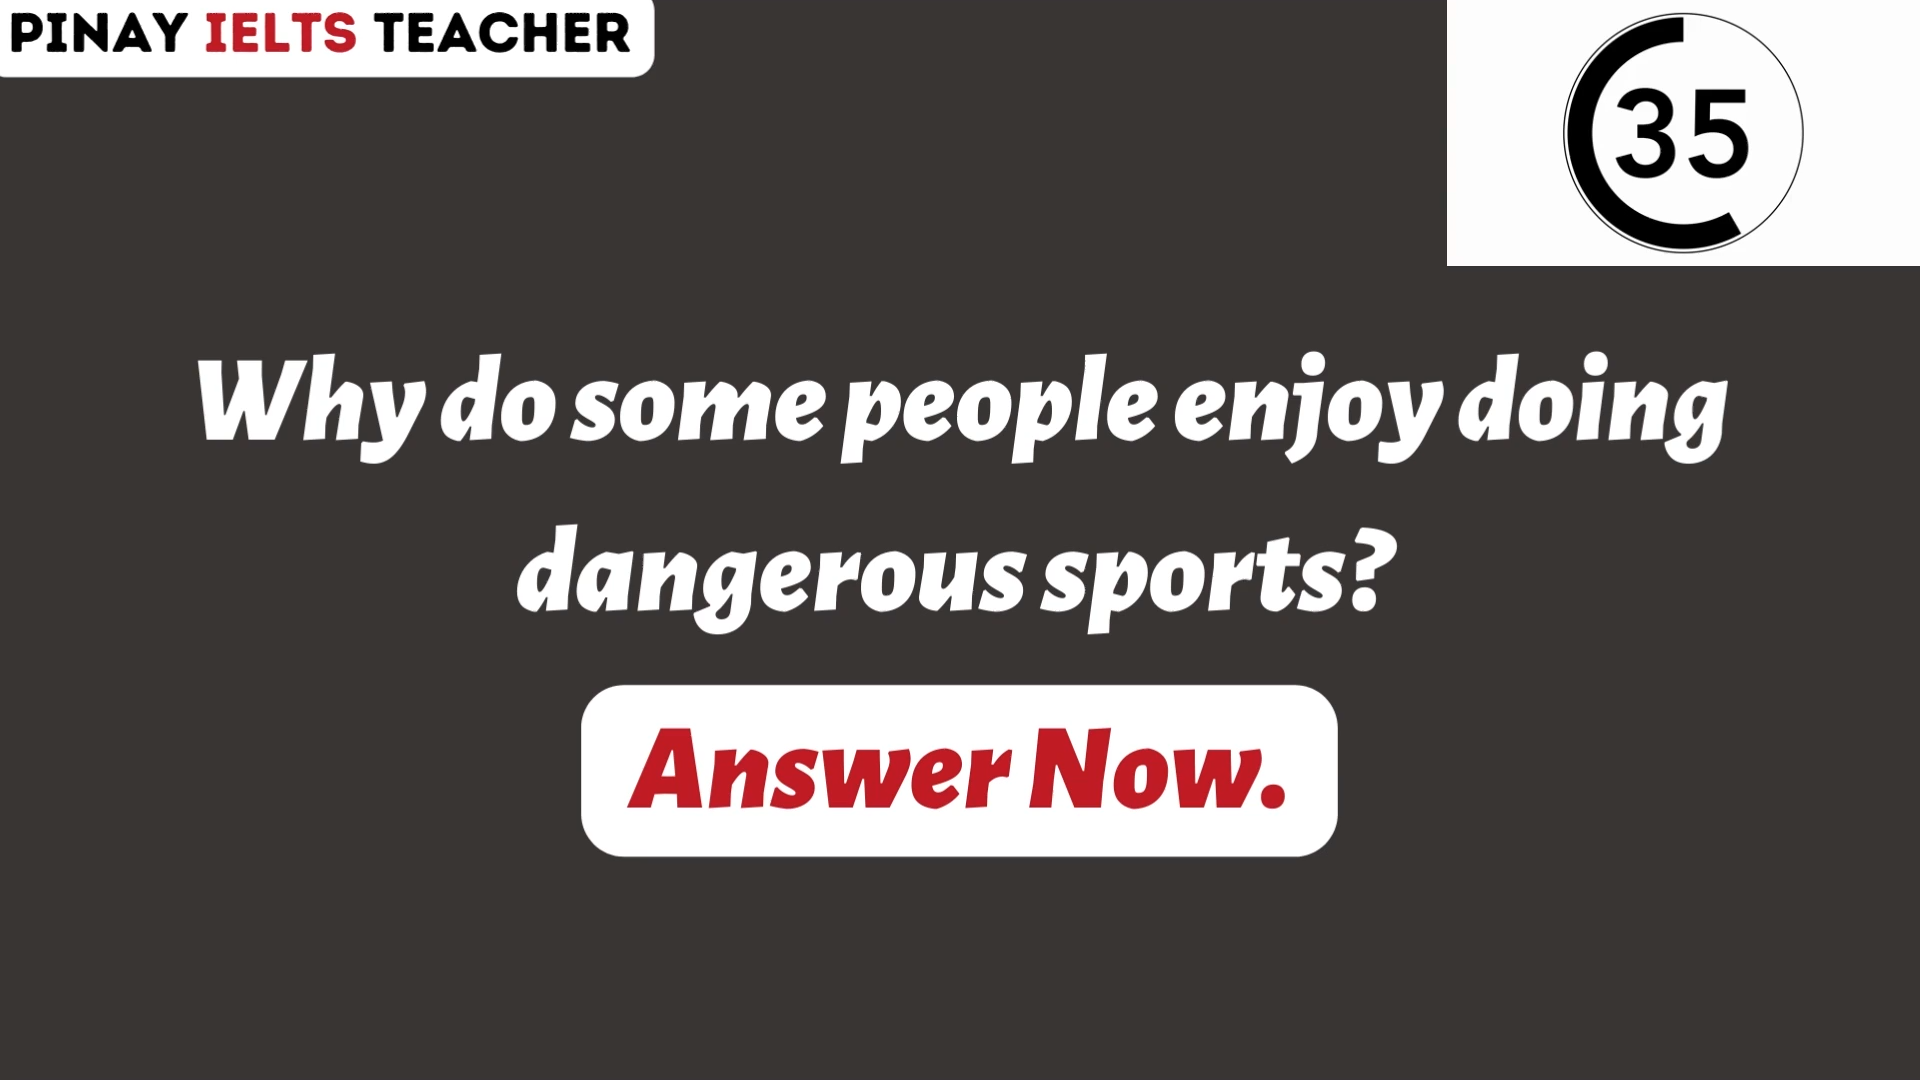 PINAY IELTS TEACHER
35
Why do some people enjoy doing
dangerous sports?
Answer Now.